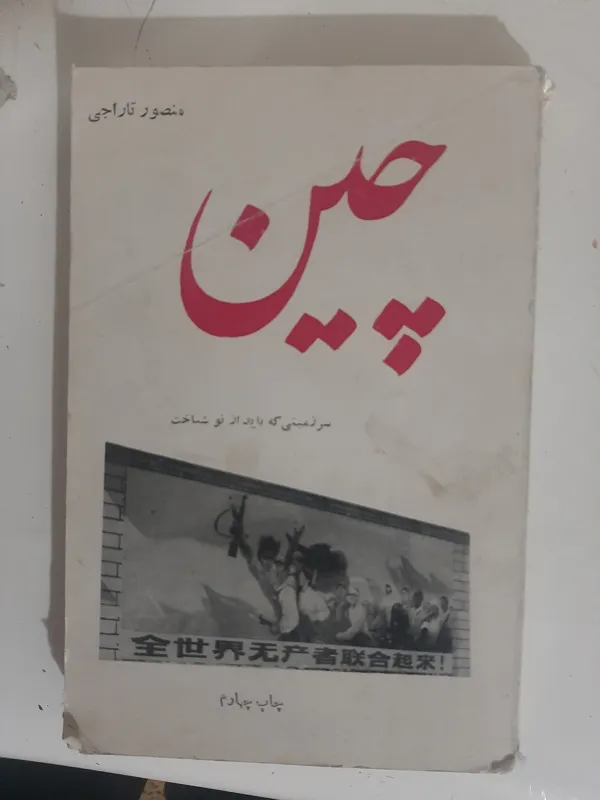 منصور تاراجی
چین
سرزمینی که باید از نو شناخت
全世界无产者联合起来!
چاپ چهارم